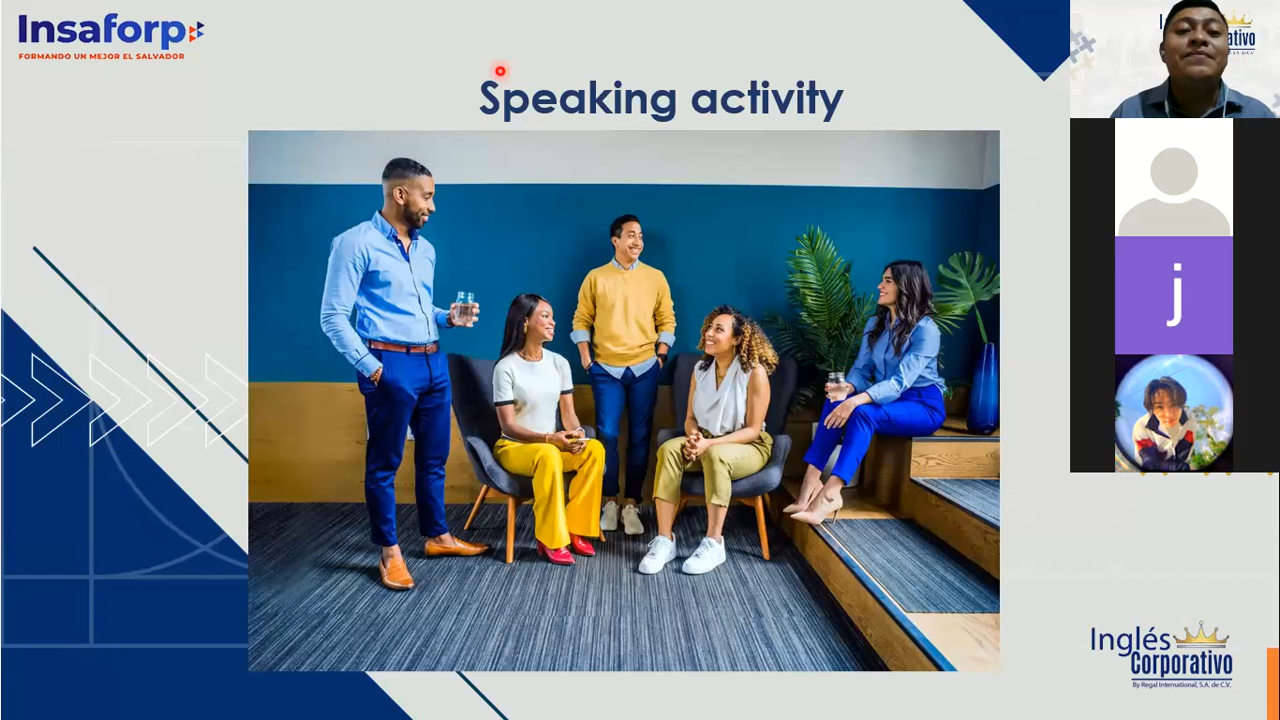 Insaforp
FORMANDO UN MEJOR EL SALVADOR
Speaking activity
j
Inglés
Corporativo
By Regal International, S.A. de C.V.